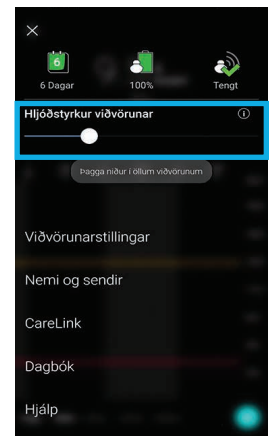 6
6 Dagar
100%
Tengt
Hljóðstyrkur viðvörunar
Þagga niður í öllum viðvörunum
Viðvörunarstillingar
Nemi og sendir
CareLink
Dagbók
Hjálp